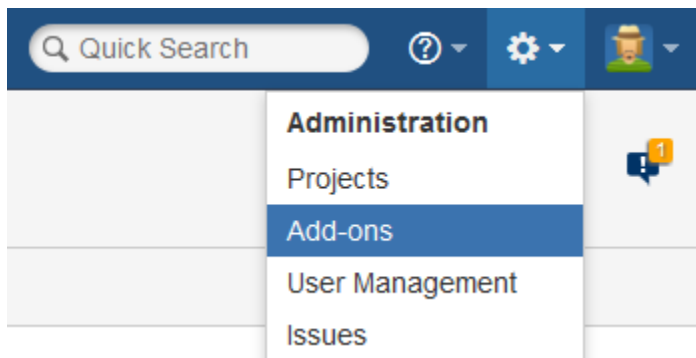 Quick Search
Administration
1
Projects
Add-ons
User Management
Issues